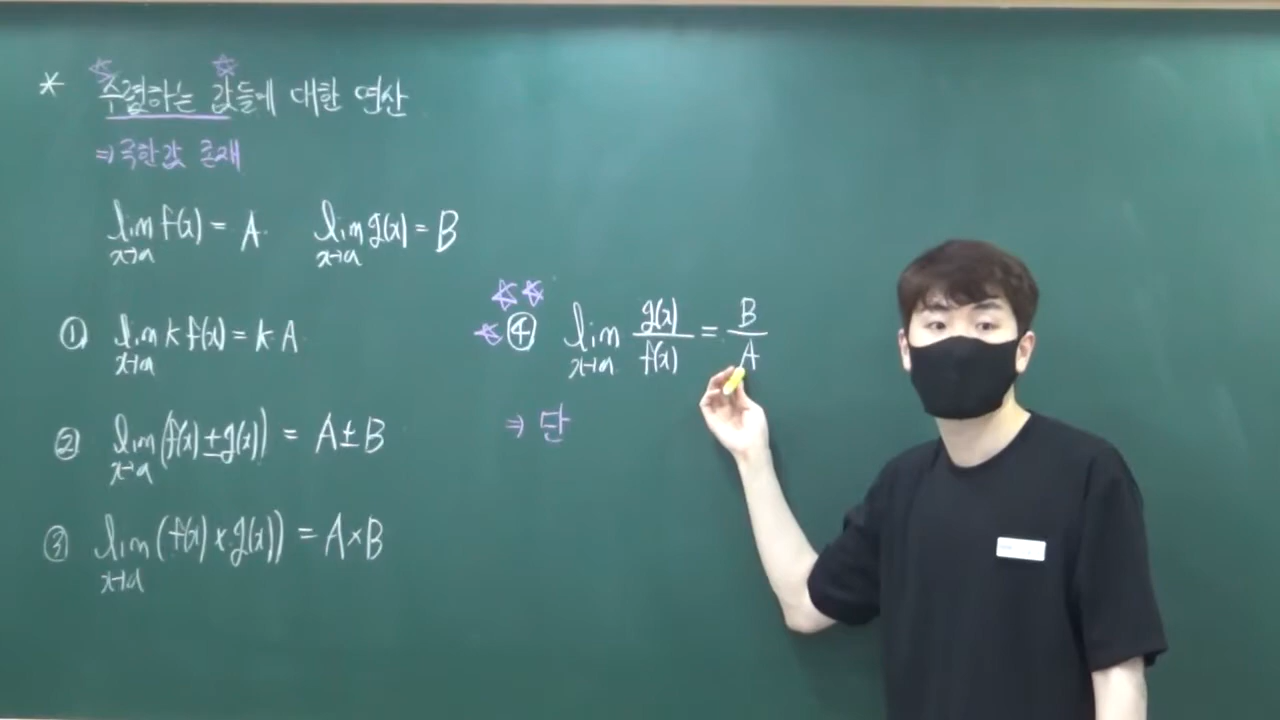 * 수렴하는 값들에 대한 연산
⇒ 극한값 존재
lim f(x) = A lim g(x) = B
x→a x→a
① lim k f(x) = k A
x→a
② lim (f(x) ± g(x)) = A ± B
x→a
③ lim (f(x) × g(x)) = A × B
x→a
④ lim g(x)/f(x) = B/A
x→a
⇒ 단